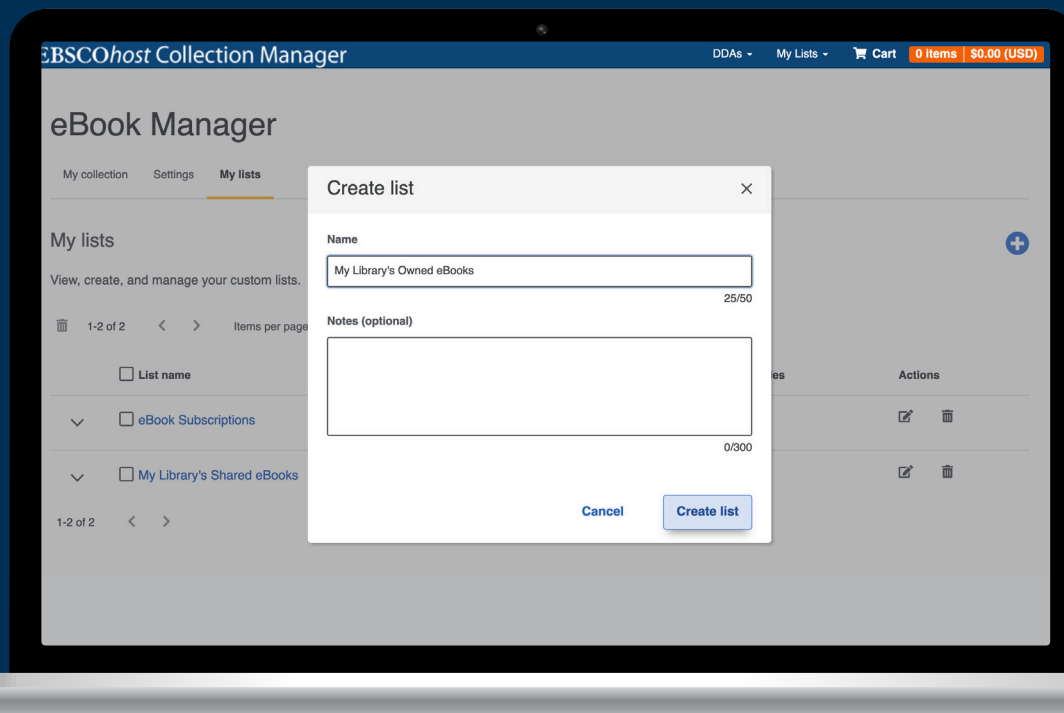 EBSCOhost Collection Manager DDAs My Lists Cart 0 items $0.00 (USD)
eBook Manager
My collection Settings My lists
Create list
My lists
Name
My Library's Owned eBooks
View, create, and manage your custom lists.
25/50
Notes (optional)
1-2 of 2 Items per page
List name Actions
eBook Subscriptions
0/300
My Library's Shared eBooks
Cancel Create list
1-2 of 2